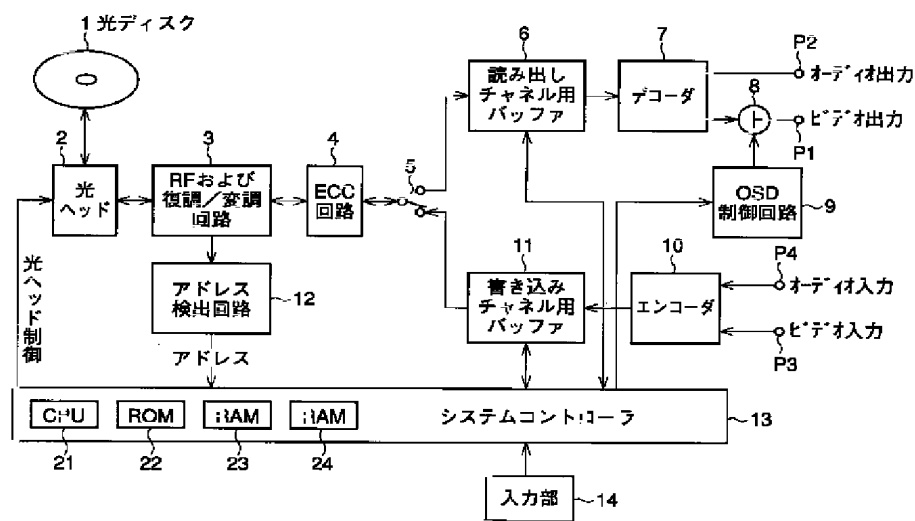 1 光ディスク
2
光
ヘッド
3
RFおよび
復調／変調
回路
4
ECC
回路
5
6
読み出し
チャネル用
バッファ
7
デコーダ
P2
オーディオ出力
8
ビデオ出力
P1
OSD
制御回路
9
光ヘッド制御
アドレス
検出回路
12
アドレス
11
書き込み
チャネル用
バッファ
10
エンコーダ
P4
オーディオ入力
ビデオ入力
P3
CPU
ROM
RAM
RAM
システムコントローラ
13
21
22
23
24
入力部
14